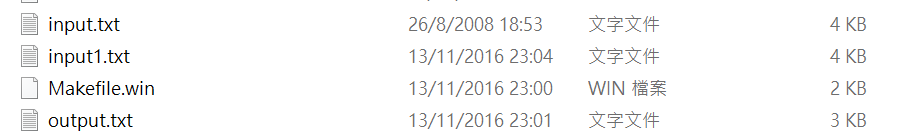 input.txt 26/8/2008 18:53 文字文件 4 KB
input1.txt 13/11/2016 23:04 文字文件 4 KB
Makefile.win 13/11/2016 23:00 WIN 檔案 2 KB
output.txt 13/11/2016 23:01 文字文件 3 KB